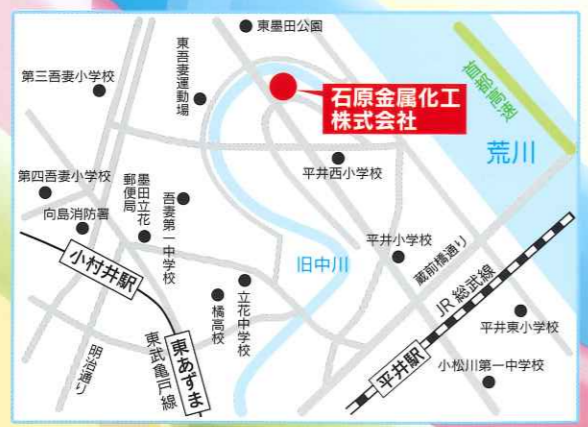 東墨田公園
東吾妻運動場
第三吾妻小学校
石原金属化工
株式会社
首都高速
荒川
平井西小学校
第四吾妻小学校
墨田立花
郵便局
吾妻第一中学校
向島消防署
小村井駅
旧中川
平井小学校
蔵前橋通り
JR 総武線
橘高校
立花中学校
明治通り
東武亀戸線
東あずま
平井駅
平井東小学校
小松川第一中学校